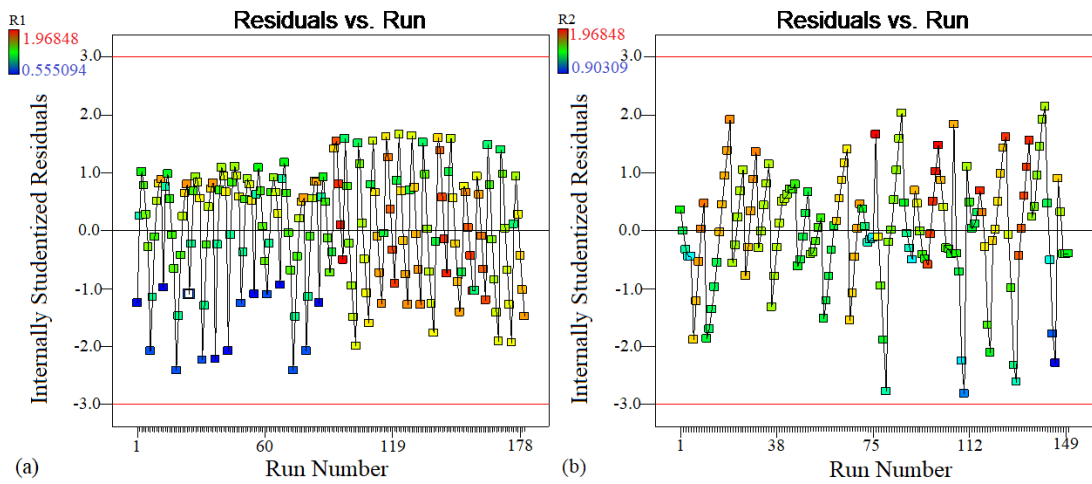 R1
Residuals vs. Run
1.96848
0.555094
Internally Studentized Residuals
3.0
2.0
1.0
0.0
-1.0
-2.0
-3.0
1
60
119
178
(a)
Run Number
R2
Residuals vs. Run
1.96848
0.90309
Internally Studentized Residuals
3.0
2.0
1.0
0.0
-1.0
-2.0
-3.0
1
38
75
112
149
(b)
Run Number